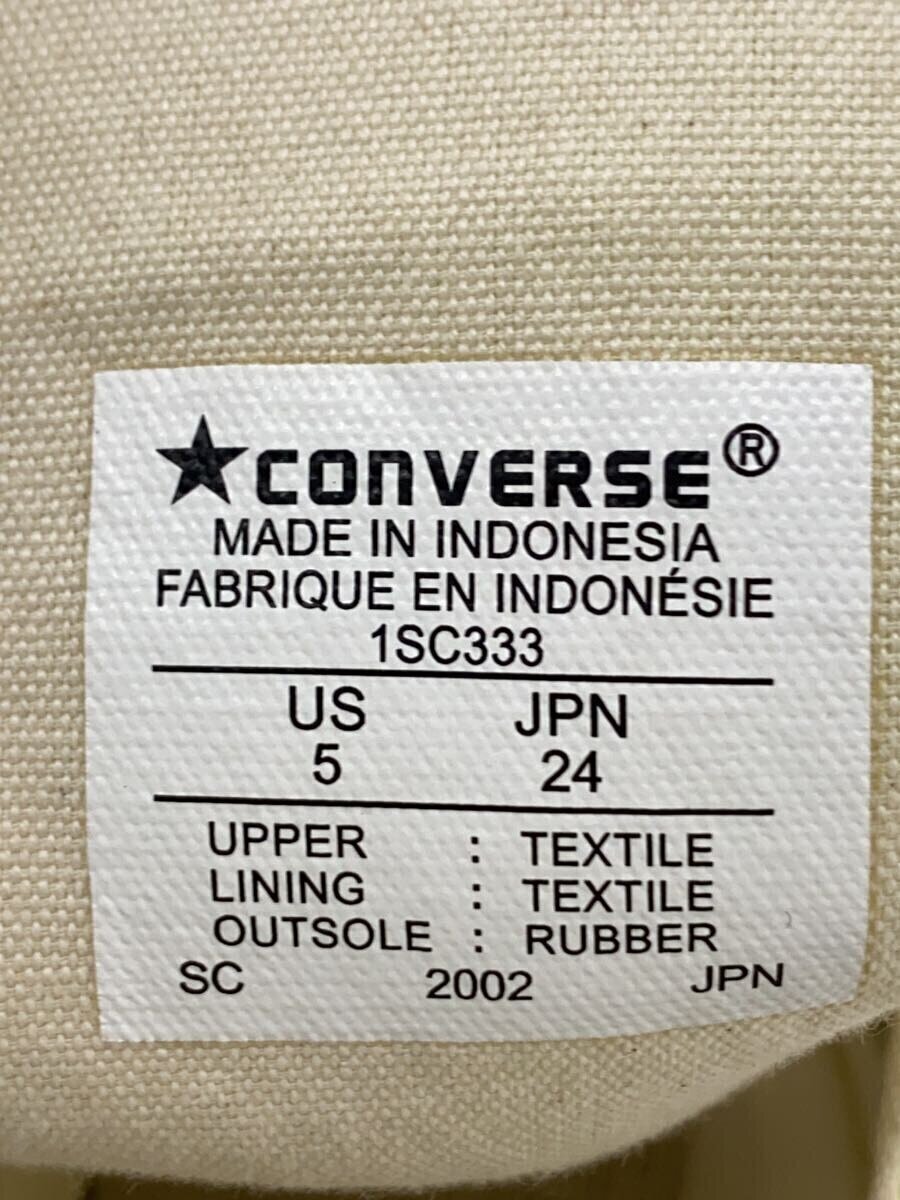 ★CONVERSE®
MADE IN INDONESIA
FABRIQUE EN INDONÉSIE
1SC333
US JPN
5 24
UPPER : TEXTILE
LINING : TEXTILE
OUTSOLE : RUBBER
SC 2002 JPN